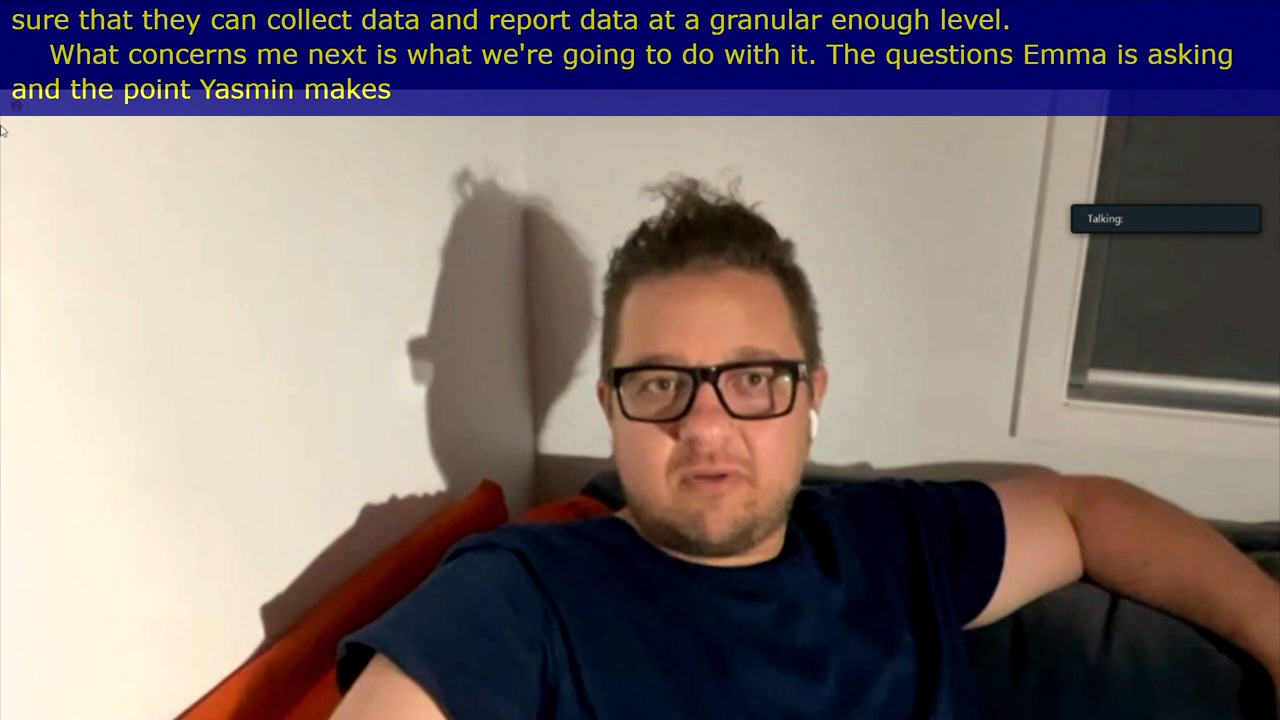 sure that they can collect data and report data at a granular enough level.
What concerns me next is what we're going to do with it. The questions Emma is asking
and the point Yasmin makes
Talking: